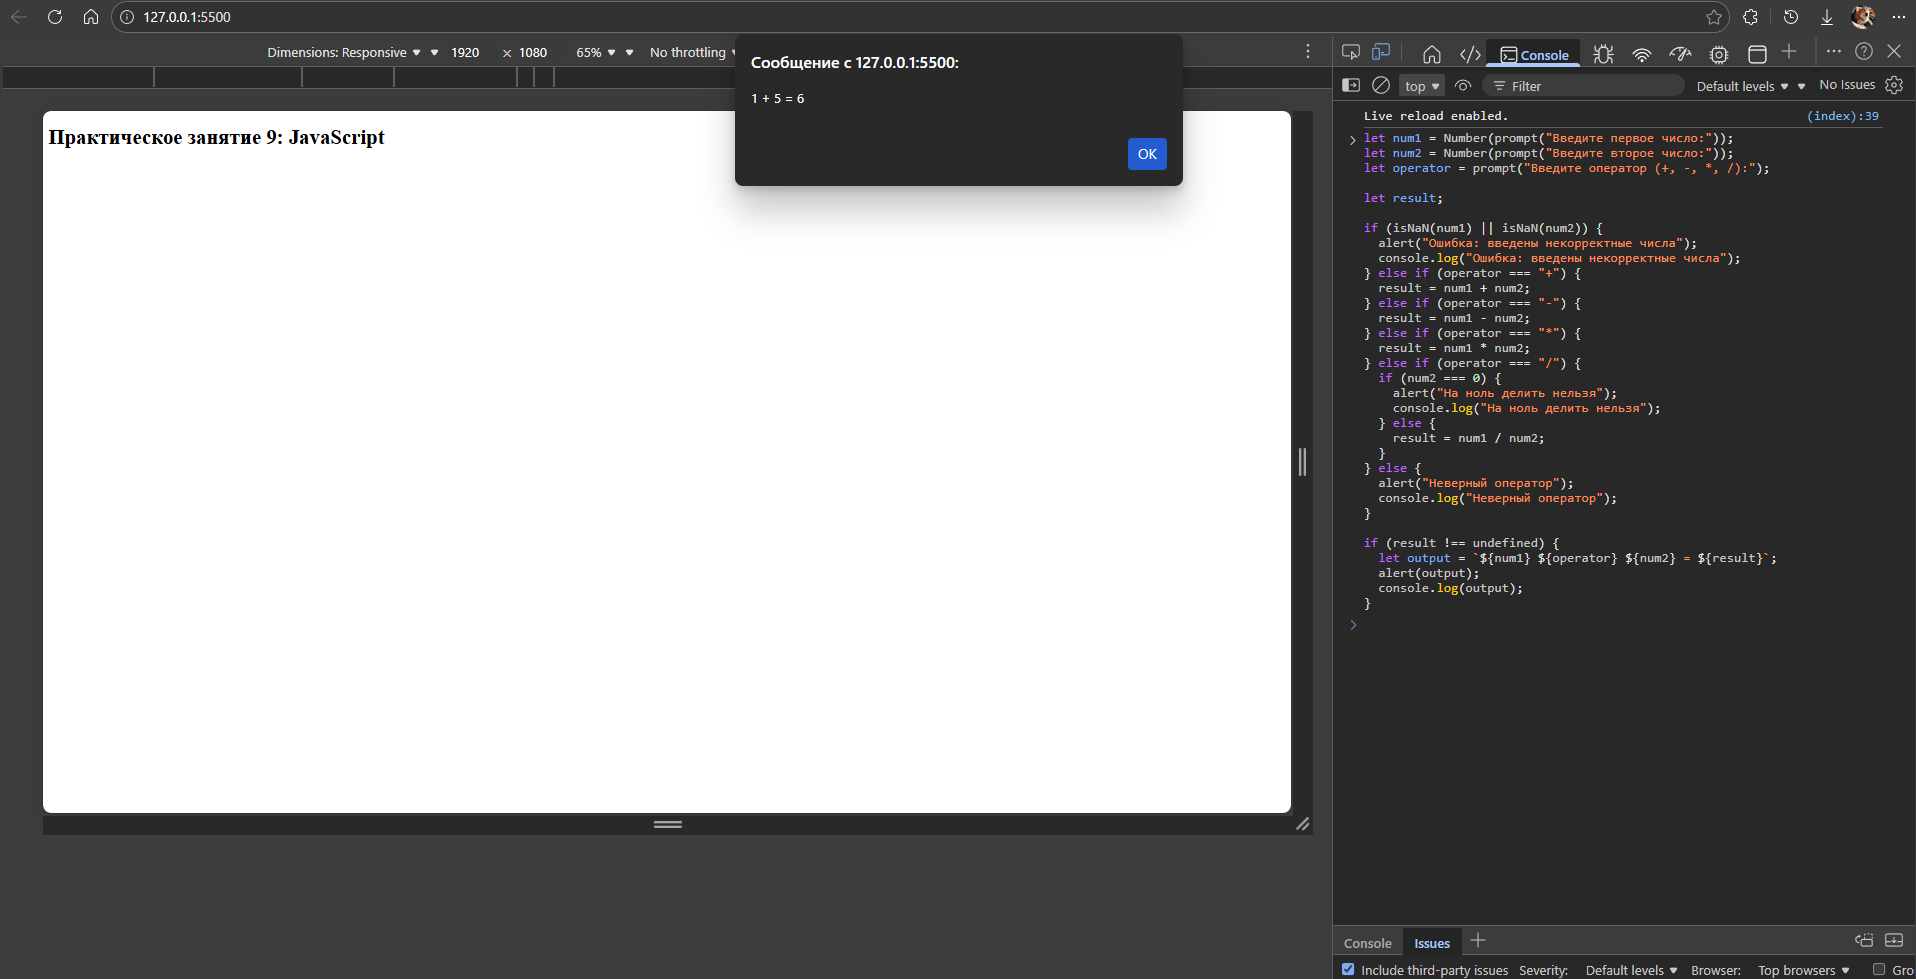 127.0.0.1:5500
Dimensions: Responsive 1920 × 1080 65% No throttling
Сообщение с 127.0.0.1:5500:
1 + 5 = 6
OK
Практическое занятие 9: JavaScript
Console
top Filter Default levels No Issues
Live reload enabled. (index):39
let num1 = Number(prompt("Введите первое число:"));
let num2 = Number(prompt("Введите второе число:"));
let operator = prompt("Введите оператор (+, -, *, /):");
let result;
if (isNaN(num1) || isNaN(num2)) {
  alert("Ошибка: введены некорректные числа");
  console.log("Ошибка: введены некорректные числа");
} else if (operator === "+") {
  result = num1 + num2;
} else if (operator === "-") {
  result = num1 - num2;
} else if (operator === "*") {
  result = num1 * num2;
} else if (operator === "/") {
  if (num2 === 0) {
    alert("На ноль делить нельзя");
    console.log("На ноль делить нельзя");
  } else {
    result = num1 / num2;
  }
} else {
  alert("Неверный оператор");
  console.log("Неверный оператор");
}
if (result !== undefined) {
  let output = `${num1} ${operator} ${num2} = ${result}`;
  alert(output);
  console.log(output);
}
Console Issues
Include third-party issues Severity: Default levels Browser: Top browsers Gro